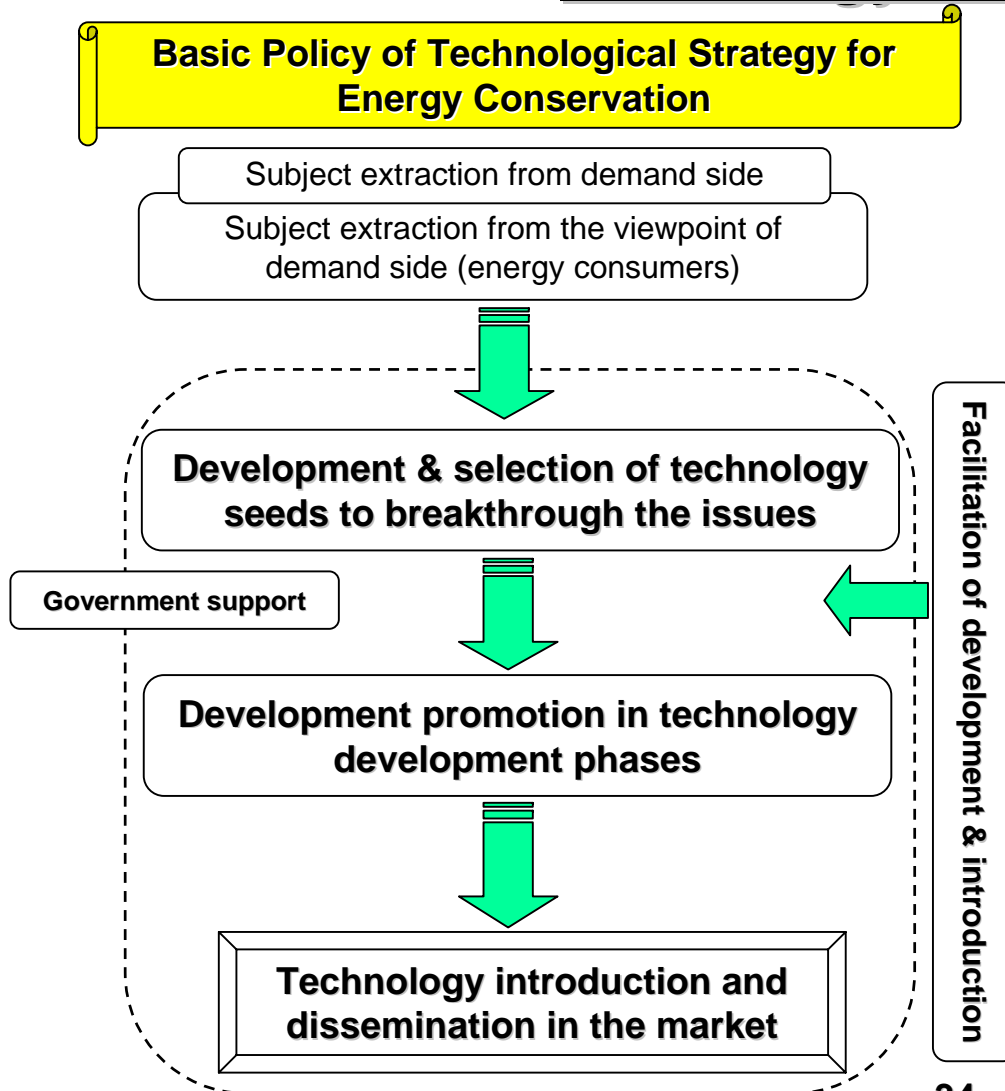 Basic Policy of Technological Strategy for
Energy Conservation
Subject extraction from demand side
Subject extraction from the viewpoint of
demand side (energy consumers)
Development & selection of technology
seeds to breakthrough the issues
Government support
Facilitation of development & introduction
Development promotion in technology
development phases
Technology introduction and
dissemination in the market